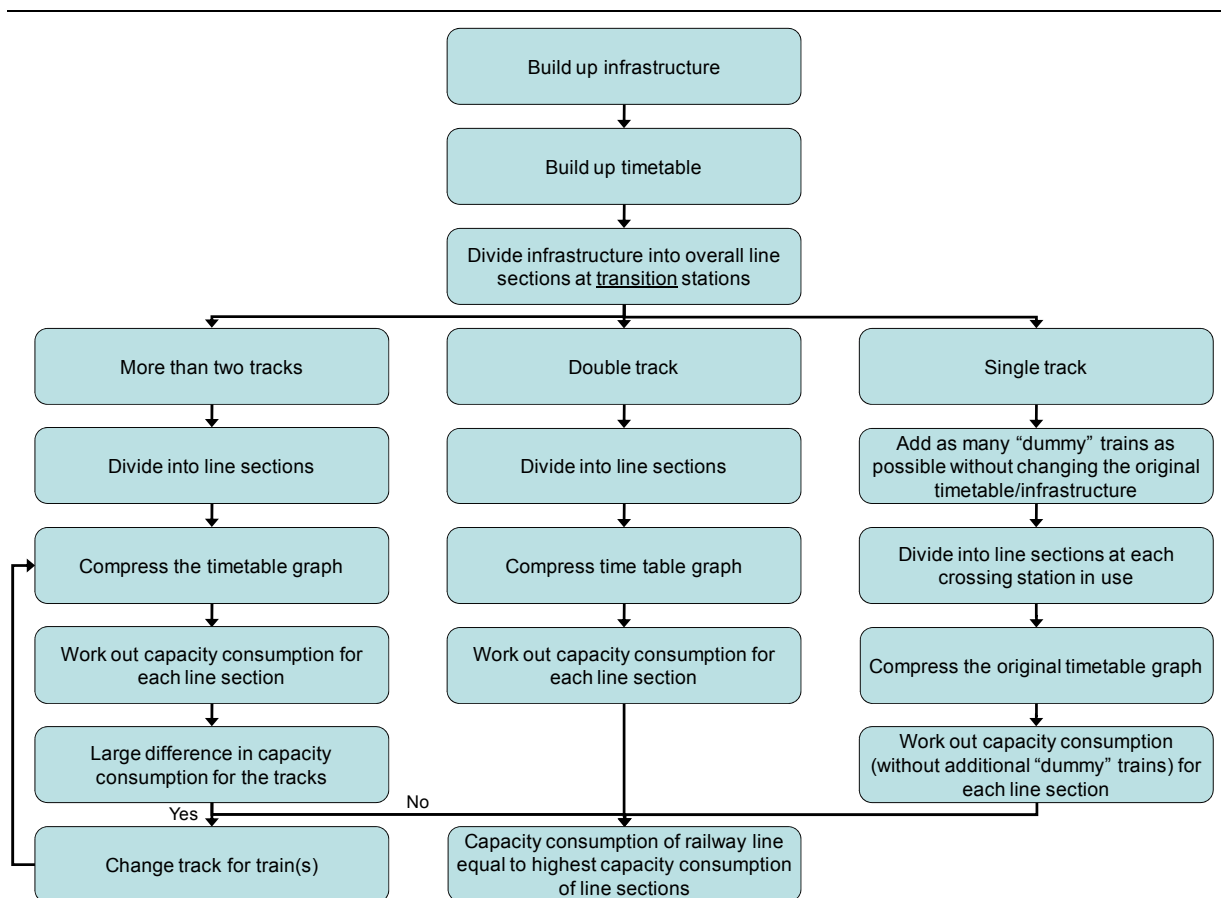 Build up infrastructure
Build up timetable
Divide infrastructure into overall line
sections at transition stations
More than two tracks
Double track
Single track
Divide into line sections
Divide into line sections
Add as many “dummy” trains as
possible without changing the original
timetable/infrastructure
Compress the timetable graph
Compress time table graph
Divide into line sections at each
crossing station in use
Work out capacity consumption for
each line section
Work out capacity consumption for
each line section
Compress the original timetable graph
Large difference in capacity
consumption for the tracks
Work out capacity consumption
(without additional “dummy” trains) for
each line section
Yes
No
Change track for train(s)
Capacity consumption of railway line
equal to highest capacity consumption
of line sections